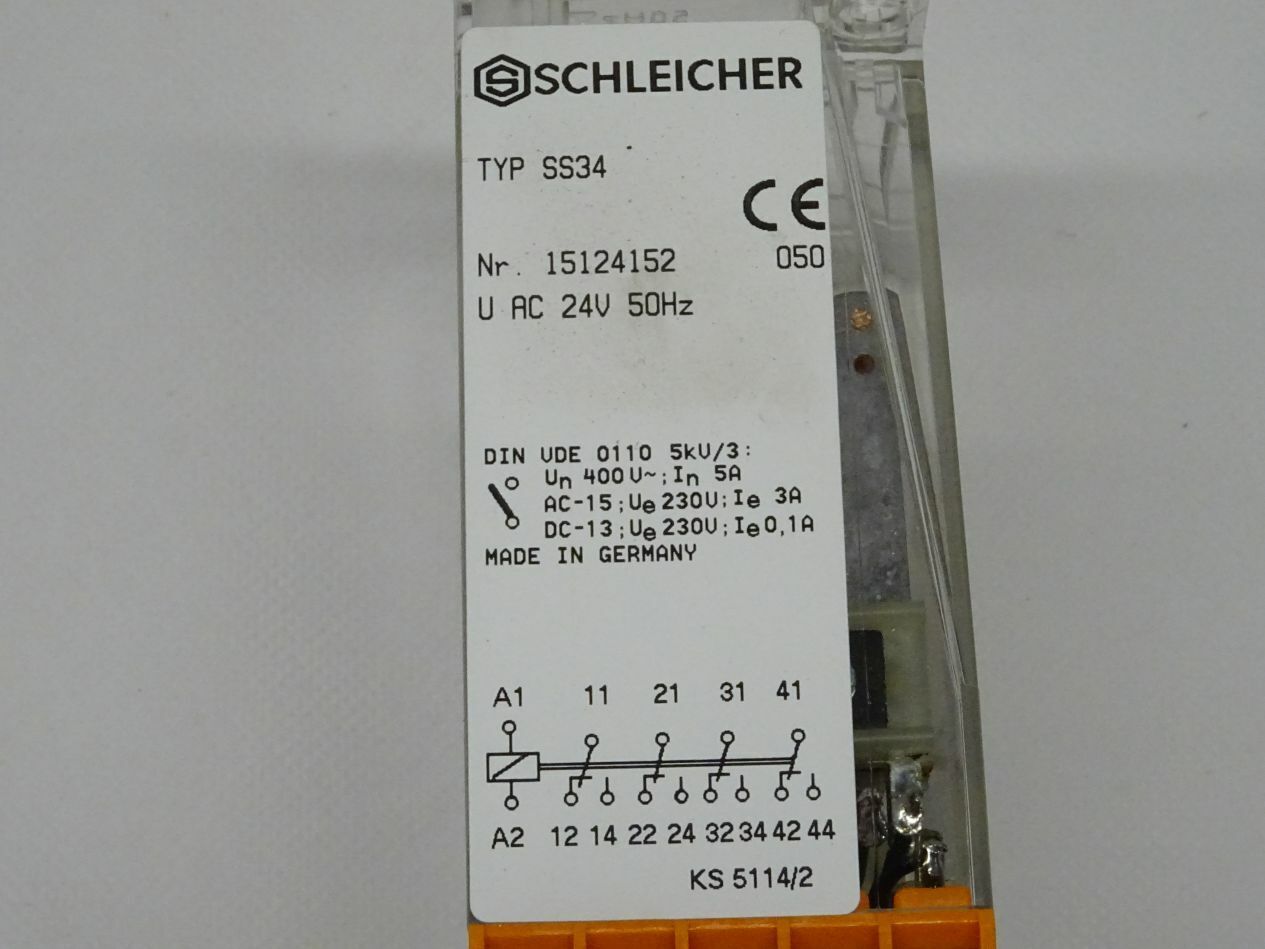 SCHLEICHER
TYP SS34
Nr. 15124152 050
U AC 24V 50Hz
DIN VDE 0110 5kV/3:
Un 400V~; In 5A
AC-15; Ue 230V; Ie 3A
DC-13; Ue 230V; Ie 0,1A
MADE IN GERMANY
A1 11 21 31 41
A2 12 14 22 24 32 34 42 44
KS 5114/2